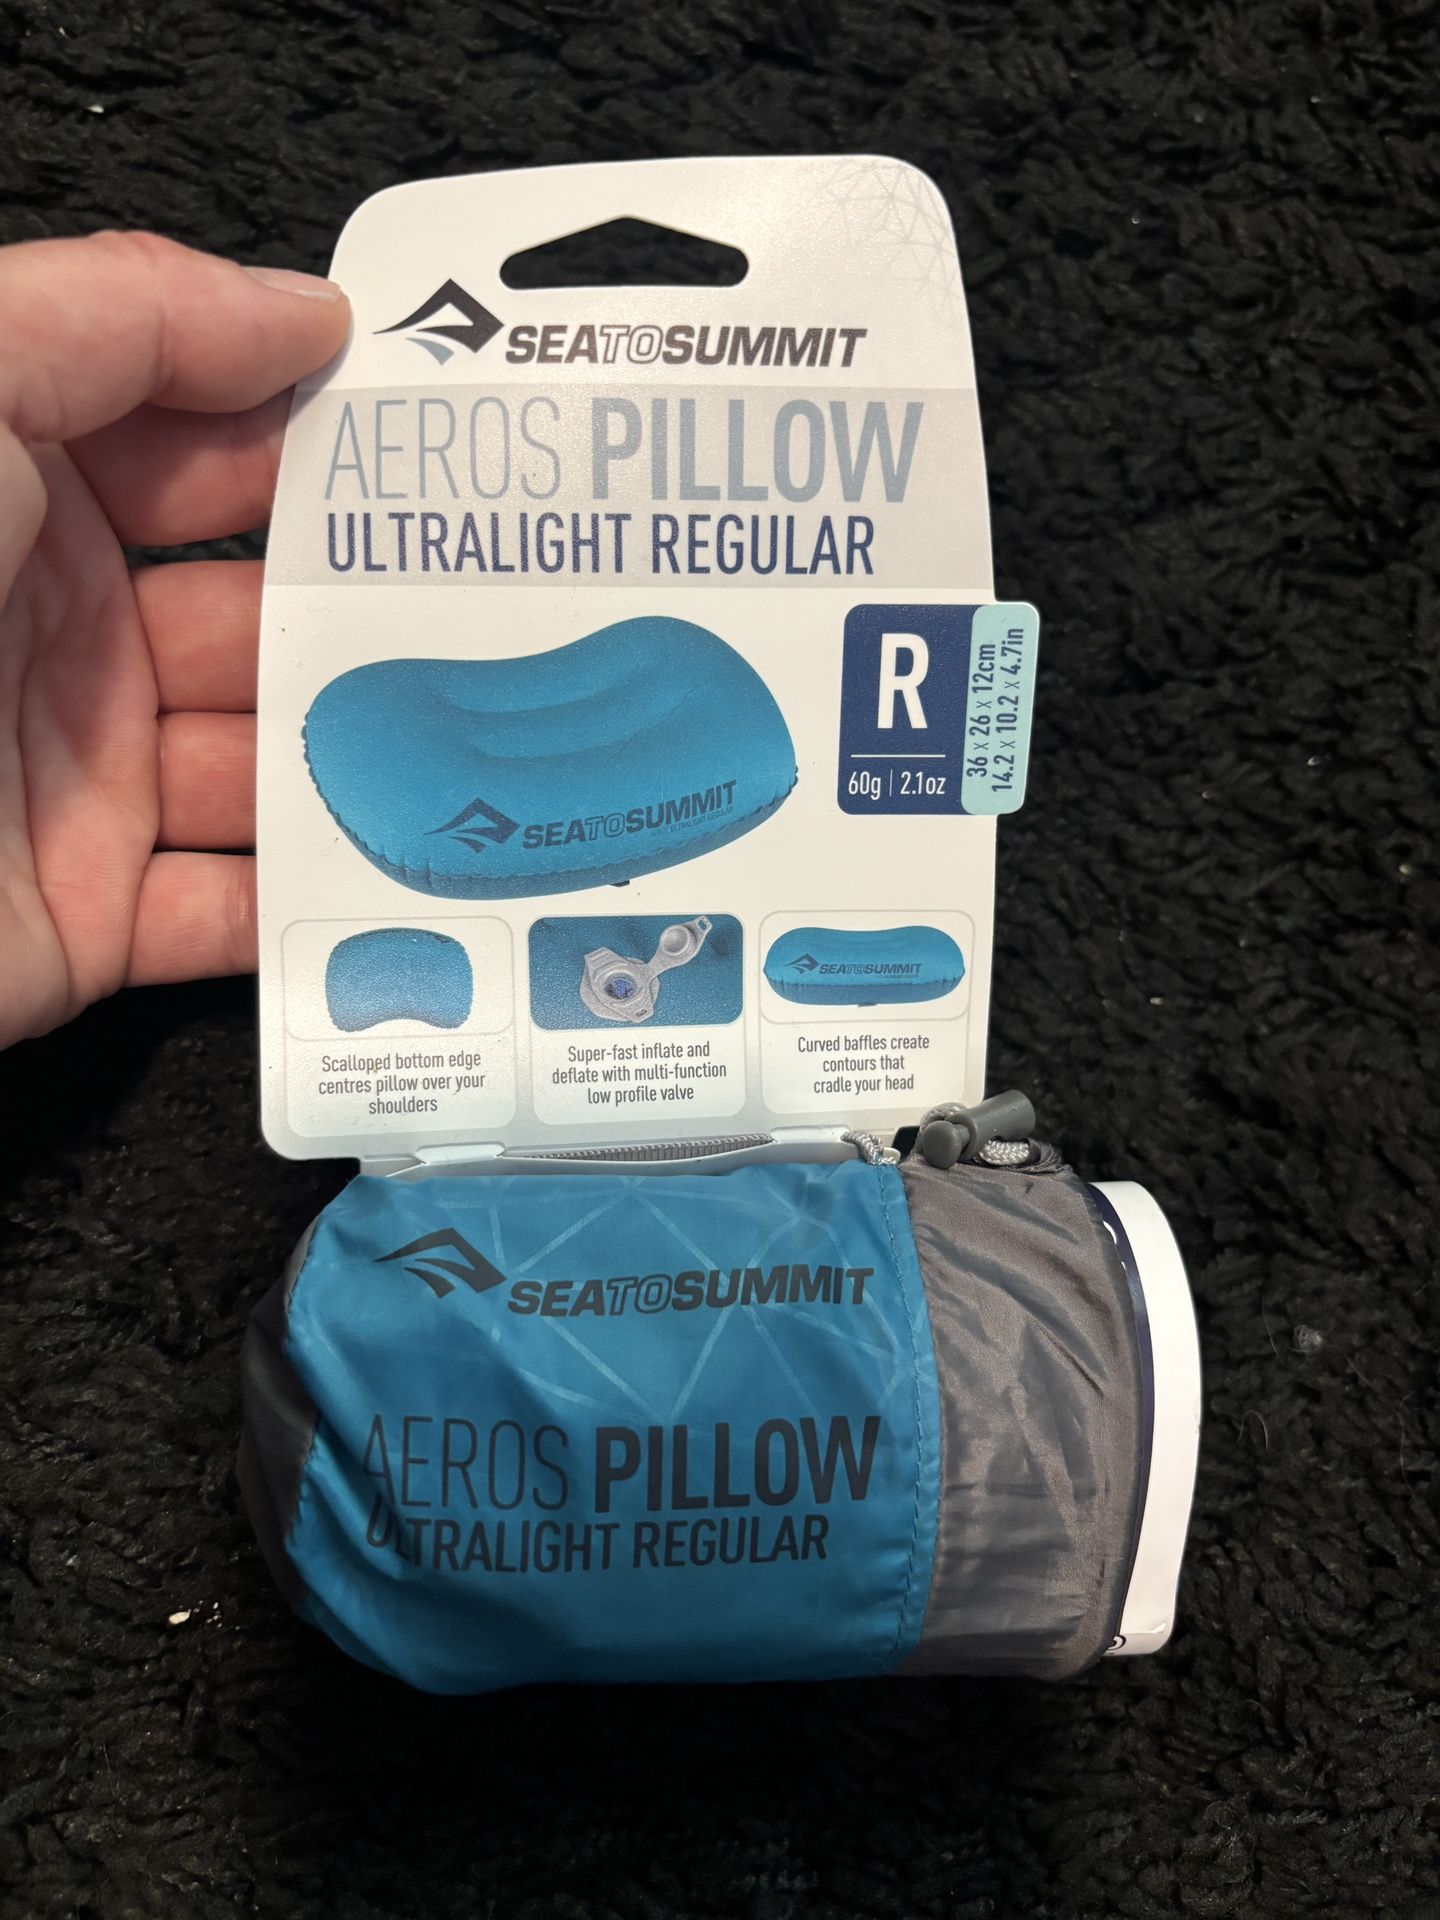 SEATOSUMMIT
AEROS PILLOW
ULTRALIGHT REGULAR
R
60g | 2.1oz
36 x 26 x 12cm
14.2 x 10.2 x 4.7in
SEATOSUMMIT
Scalloped bottom edge
centres pillow over your
shoulders
Super-fast inflate and
deflate with multi-function
low profile valve
SEATOSUMMIT
Curved baffles create
contours that
cradle your head
SEATOSUMMIT
AEROS PILLOW
ULTRALIGHT REGULAR